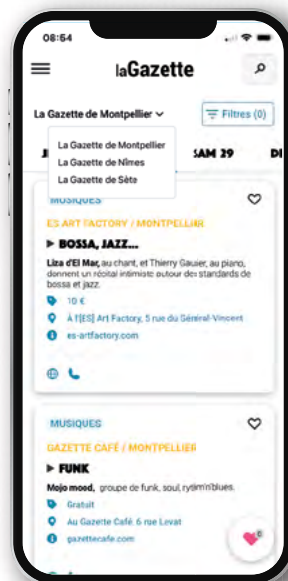 08:54
laGazette
La Gazette de Montpellier
Filtres (0)
La Gazette de Montpellier
La Gazette de Nîmes
La Gazette de Sète
SAM 29
MUSIQUES
ES ART FACTORY / MONTPELLIER
BOSSA, JAZZ...
Liza d'El Mar, au chant, et Thierry Gauier, au piano,
donnent un récital intimiste autour des standards de
bossa et jazz.
10 €
À l'[ES] Art Factory, 5 rue du Général-Vincent
es-artfactory.com
MUSIQUES
GAZETTE CAFÉ / MONTPELLIER
FUNK
Mojo mood, groupe de funk, soul, rythm'n'blues.
Gratuit
Au Gazette Café, 6 rue Levat
gazettecafe.com
0